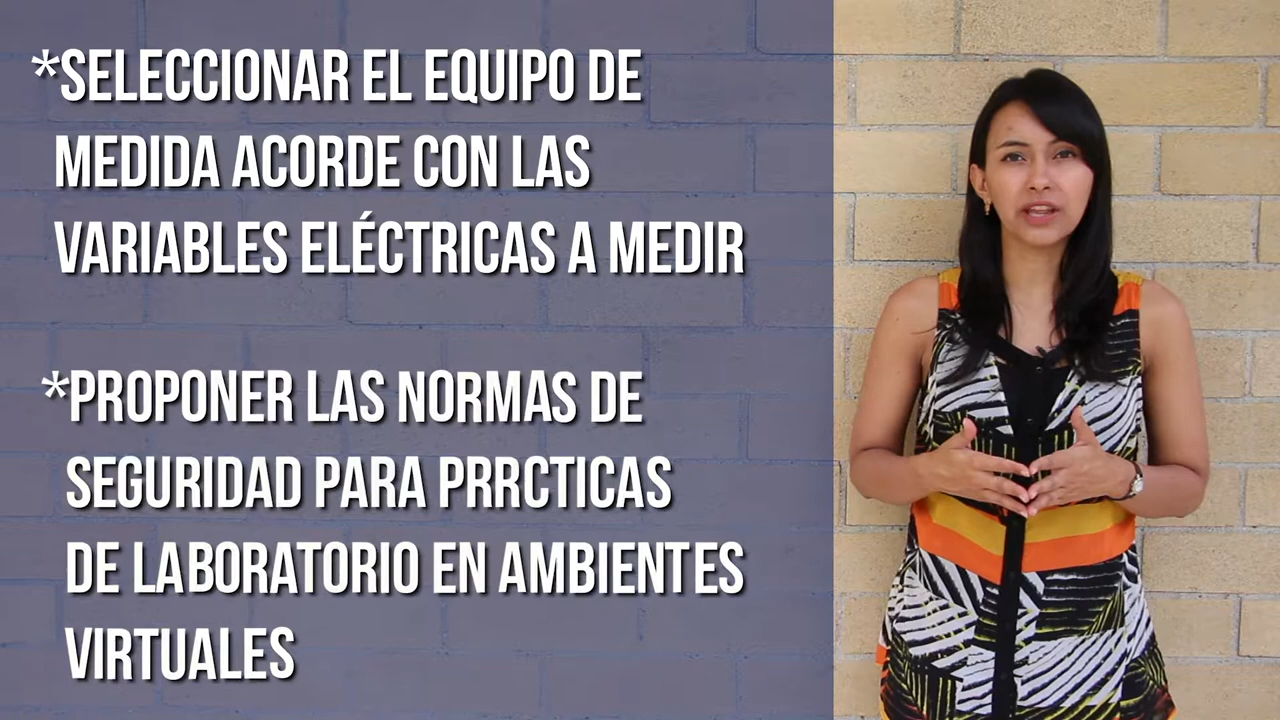 *SELECCIONAR EL EQUIPO DE
MEDIDA ACORDE CON LAS
VARIABLES ELÉCTRICAS A MEDIR
*PROPONER LAS NORMAS DE
SEGURIDAD PARA PRRCTICAS
DE LABORATORIO EN AMBIENTES
VIRTUALES